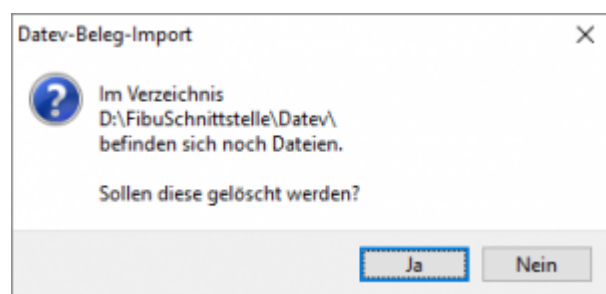 Datev-Beleg-Import
Im Verzeichnis
D:\FibuSchnittstelle\Datev\
befinden sich noch Dateien.
Sollen diese gelöscht werden?
Ja
Nein